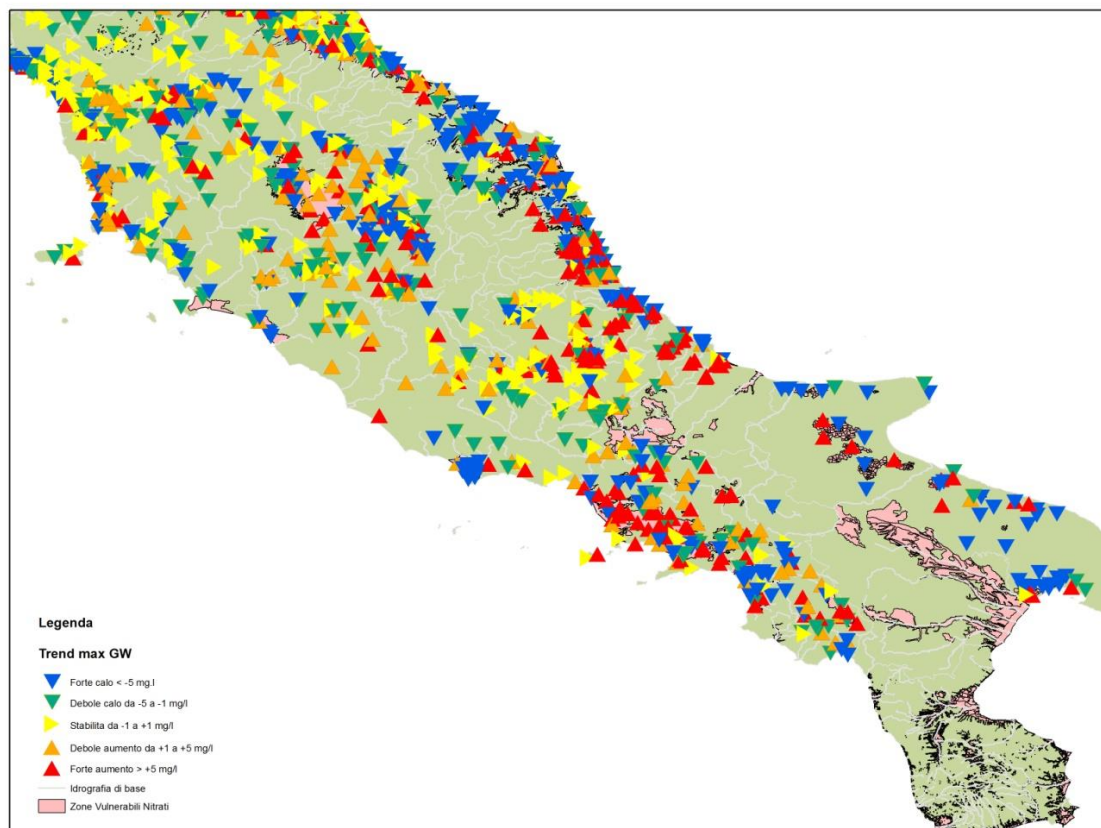 Legenda
Trend max GW
Forte calo < -5 mg.l
Debole calo da -5 a -1 mg/l
Stabilita da -1 a +1 mg/l
Debole aumento da +1 a +5 mg/l
Forte aumento > +5 mg/l
Idrografia di base
Zone Vulnerabili Nitrati